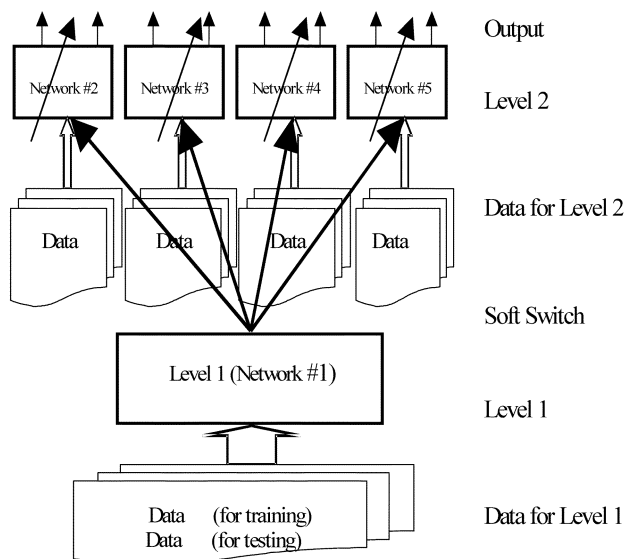 Output
Network #2 Network #3 Network #4 Network #5
Level 2
Data for Level 2
Data Data Data Data
Soft Switch
Level 1 (Network #1)
Level 1
Data (for training)
Data (for testing)
Data for Level 1